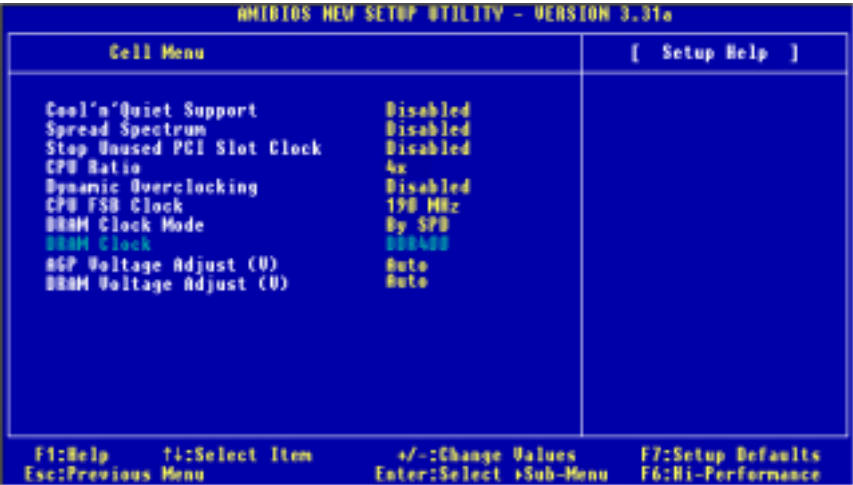 AMIBIOS NEW SETUP UTILITY - VERSION 3.31a
Cell Menu
[ Setup Help ]
Cool'n'Quiet Support Disabled
Spread Spectrum Disabled
Stop Unused PCI Slot Clock Disabled
CPU Ratio 4x
Dynamic Overclocking Disabled
CPU FSB Clock 190 MHz
DRAM Clock Mode By SPD
DRAM Clock DDR400
AGP Voltage Adjust (V) Auto
DRAM Voltage Adjust (V) Auto
F1:Help ↑↓:Select Item +/-:Change Values F7:Setup Defaults
Esc:Previous Menu Enter:Select ▸Sub-Menu F6:Hi-Performance